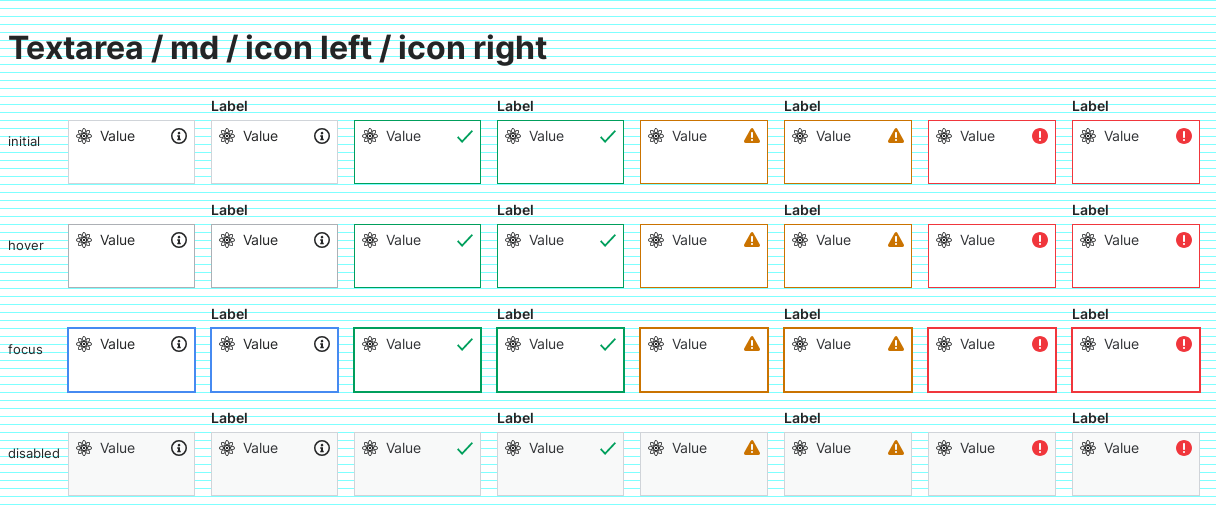 Textarea / md / icon left / icon right
Label Label Label Label
initial Value Value Value Value Value Value Value Value
Label Label Label Label
hover Value Value Value Value Value Value Value Value
Label Label Label Label
focus Value Value Value Value Value Value Value Value
Label Label Label Label
disabled Value Value Value Value Value Value Value Value